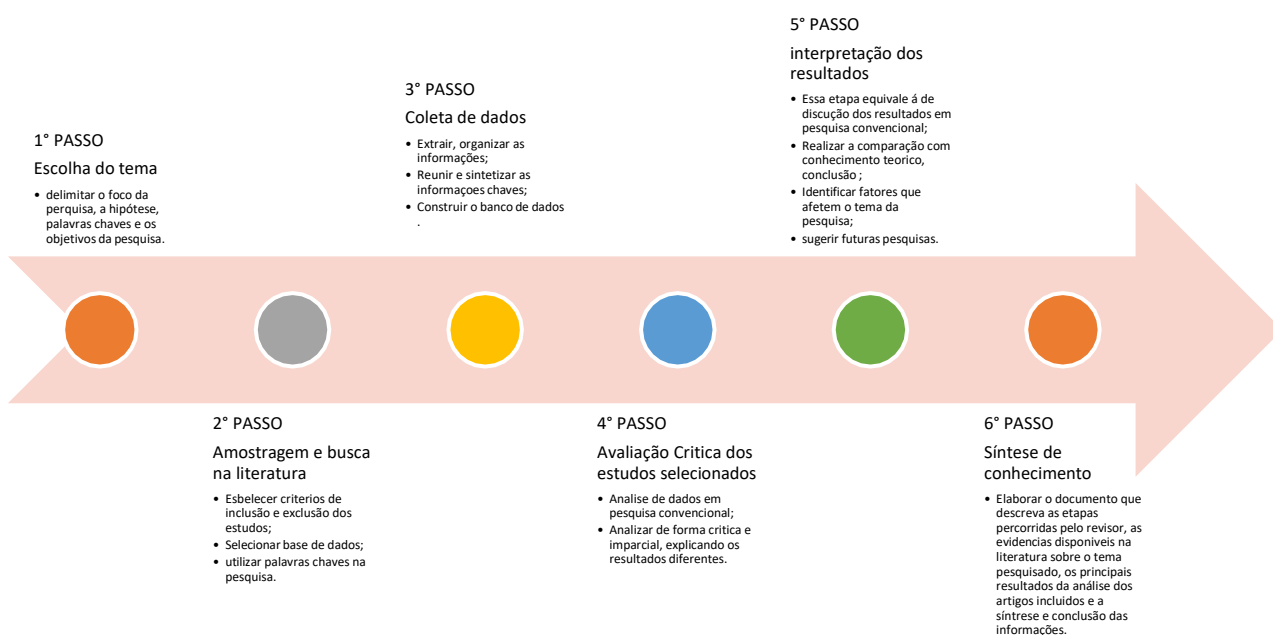 1° PASSO
Escolha do tema
• delimitar o foco da
perquisa, a hipótese,
palavras chaves e os
objetivos da pesquisa.
2° PASSO
Amostragem e busca
na literatura
• Esbelecer criterios de
inclusão e exclusão dos
estudos;
• Selecionar base de dados;
• utilizar palavras chaves na
pesquisa.
3° PASSO
Coleta de dados
• Extrair, organizar as
informações;
• Reunir e sintetizar as
informaçoes chaves;
• Construir o banco de dados
.
4° PASSO
Avaliação Critica dos
estudos selecionados
• Analise de dados em
pesquisa convencional;
• Analizar de forma critica e
imparcial, explicando os
resultados diferentes.
5° PASSO
interpretação dos
resultados
• Essa etapa equivale á de
discução dos resultados em
pesquisa convencional;
• Realizar a comparação com
conhecimento teorico,
conclusão ;
• Identificar fatores que
afetem o tema da
pesquisa;
• sugerir futuras pesquisas.
6° PASSO
Síntese de
conhecimento
• Elaborar o documento que
descreva as etapas
percorridas pelo revisor, as
evidencias disponiveis na
literatura sobre o tema
pesquisado, os principais
resultados da análise dos
artigos incluidos e a
síntrese e conclusão das
informações.